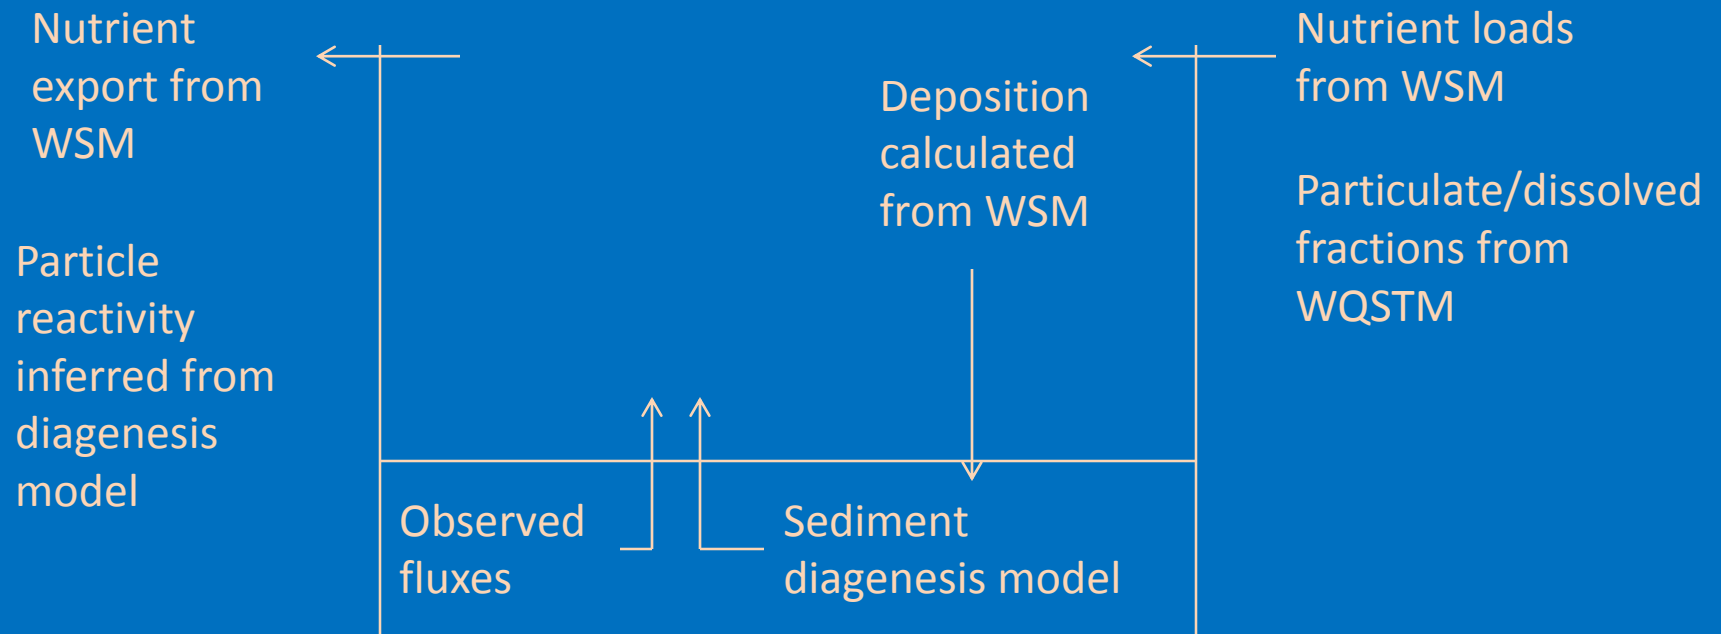 Nutrient
export from
WSM
Particle
reactivity
inferred from
diagenesis
model
Deposition
calculated
from WSM
Observed
fluxes
Sediment
diagenesis model
Nutrient loads
from WSM
Particulate/dissolved
fractions from
WQSTM